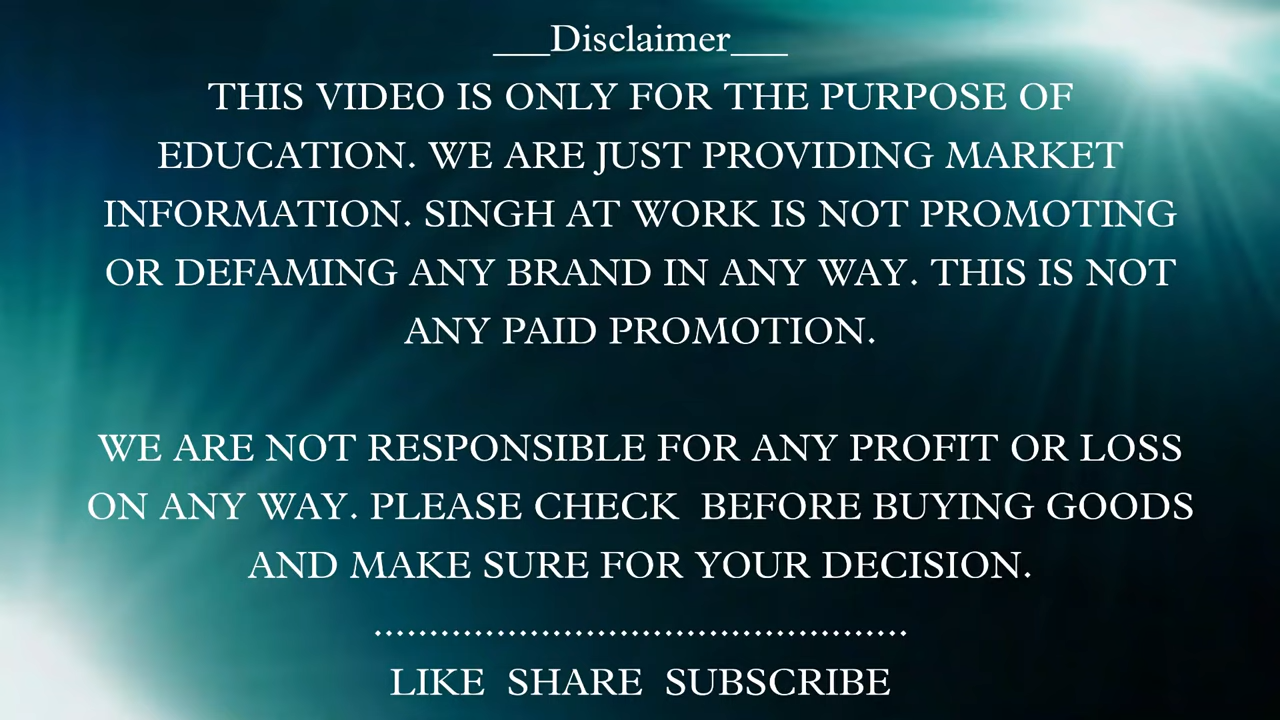 ___Disclaimer___
THIS VIDEO IS ONLY FOR THE PURPOSE OF
EDUCATION. WE ARE JUST PROVIDING MARKET
INFORMATION. SINGH AT WORK IS NOT PROMOTING
OR DEFAMING ANY BRAND IN ANY WAY. THIS IS NOT
ANY PAID PROMOTION.
WE ARE NOT RESPONSIBLE FOR ANY PROFIT OR LOSS
ON ANY WAY. PLEASE CHECK  BEFORE BUYING GOODS
AND MAKE SURE FOR YOUR DECISION.
................................................
LIKE  SHARE  SUBSCRIBE